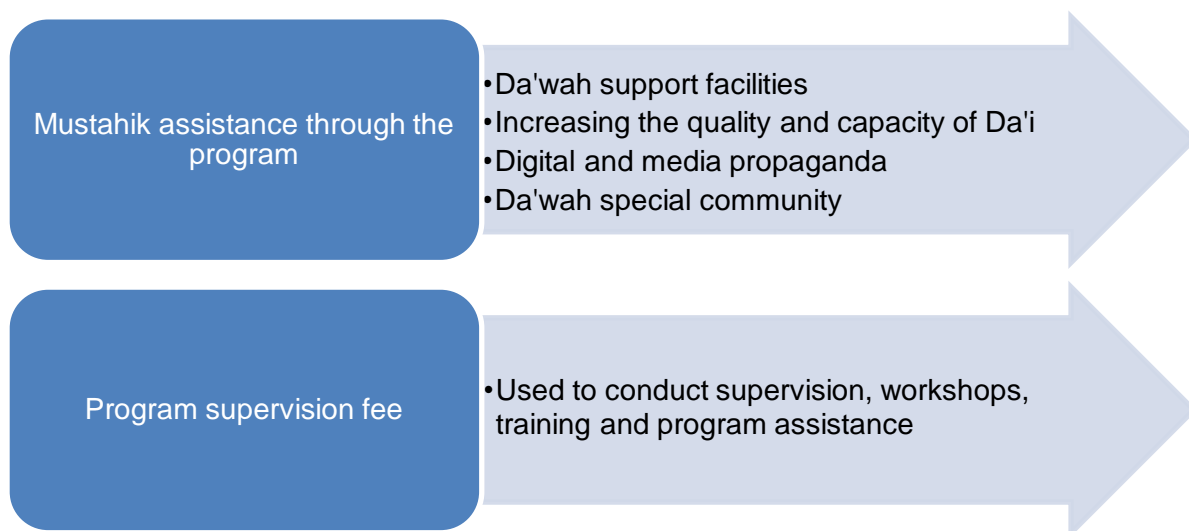 Mustahik assistance through the
program
•Da'wah support facilities
•Increasing the quality and capacity of Da'i
•Digital and media propaganda
•Da'wah special community
Program supervision fee
•Used to conduct supervision, workshops,
training and program assistance